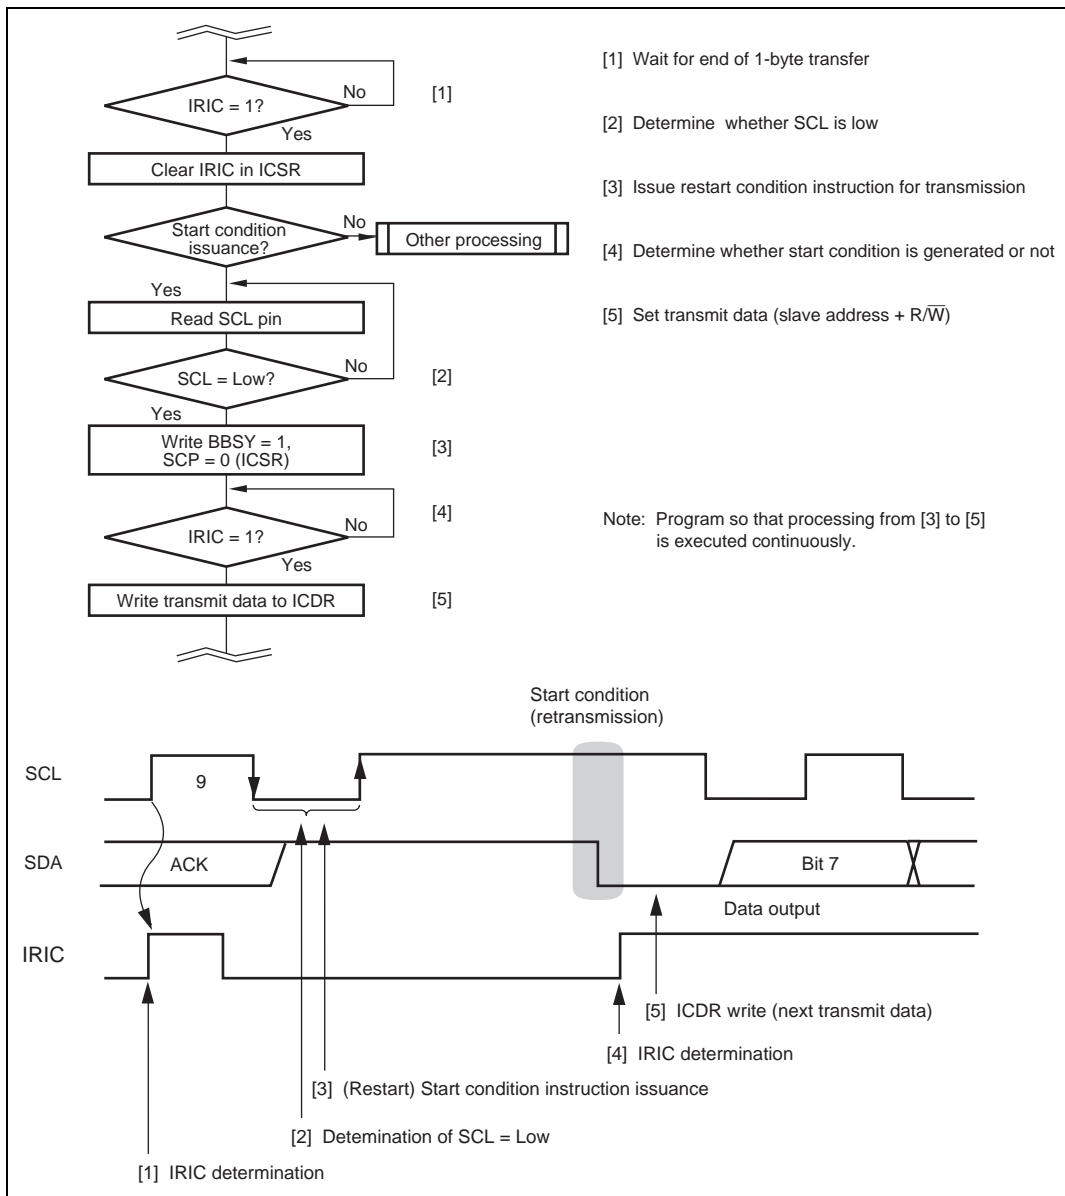 IRIC = 1?
No
[1]
Yes
Clear IRIC in ICSR
Start condition
issuance?
No
Other processing
Yes
Read SCL pin
SCL = Low?
No
[2]
Yes
Write BBSY = 1,
SCP = 0 (ICSR)
[3]
IRIC = 1?
No
[4]
Yes
Write transmit data to ICDR
[5]
[1] Wait for end of 1-byte transfer
[2] Determine whether SCL is low
[3] Issue restart condition instruction for transmission
[4] Determine whether start condition is generated or not
[5] Set transmit data (slave address + R/W̅)
Note: Program so that processing from [3] to [5]
is executed continuously.
Start condition
(retransmission)
SCL
9
SDA
ACK
Bit 7
Data output
IRIC
[5] ICDR write (next transmit data)
[4] IRIC determination
[3] (Restart) Start condition instruction issuance
[2] Detemination of SCL = Low
[1] IRIC determination